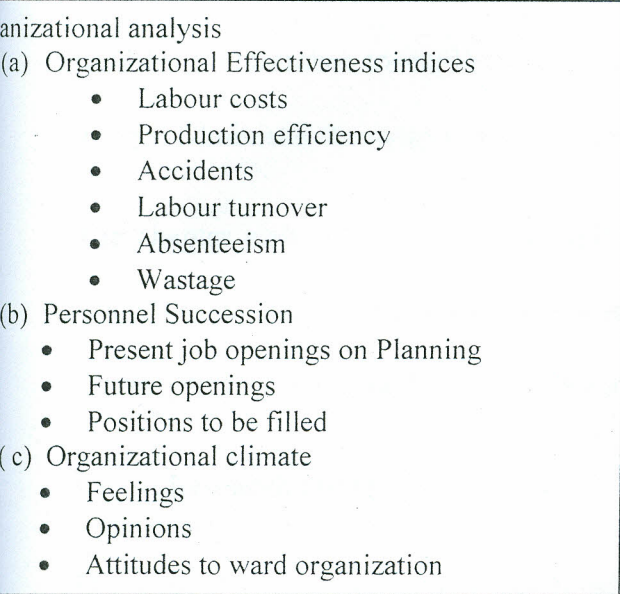 anizational analysis
(a) Organizational Effectiveness indices
• Labour costs
• Production efficiency
• Accidents
• Labour turnover
• Absenteeism
• Wastage
(b) Personnel Succession
• Present job openings on Planning
• Future openings
• Positions to be filled
( c) Organizational climate
• Feelings
• Opinions
• Attitudes to ward organization